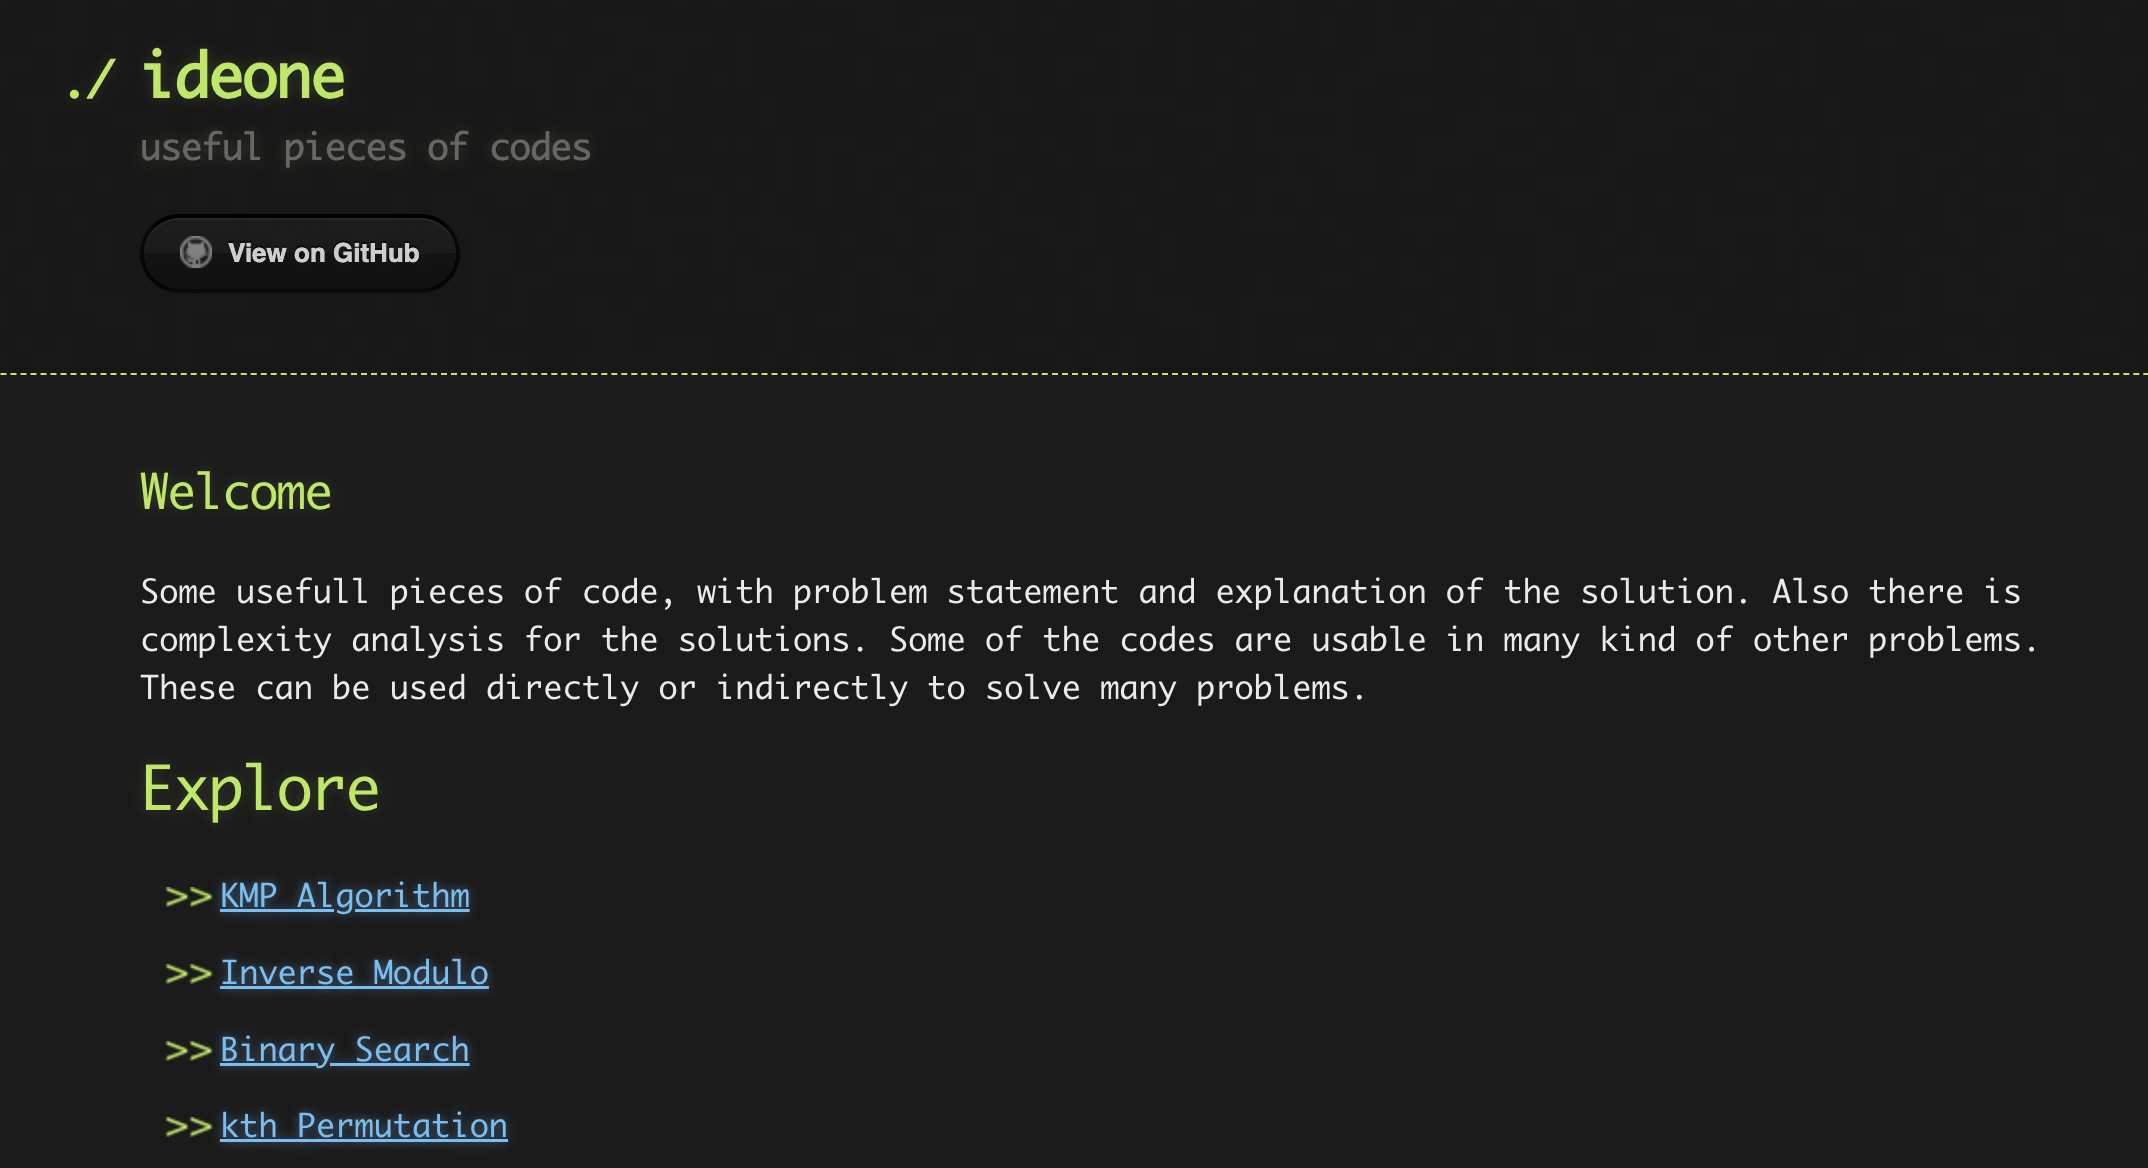 ./ ideone
useful pieces of codes
View on GitHub
Welcome
Some usefull pieces of code, with problem statement and explanation of the solution. Also there is
complexity analysis for the solutions. Some of the codes are usable in many kind of other problems.
These can be used directly or indirectly to solve many problems.
Explore
>> KMP Algorithm
>> Inverse Modulo
>> Binary Search
>> kth Permutation